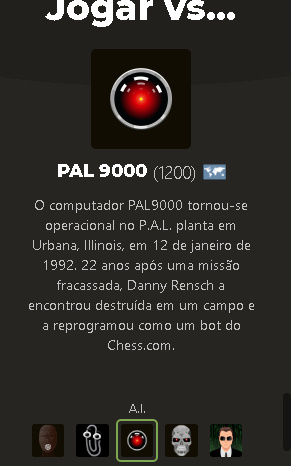 Jogar vs...
PAL 9000 (1200)
O computador PAL9000 tornou-se
operacional no P.A.L. planta em
Urbana, Illinois, em 12 de janeiro de
1992. 22 anos após uma missão
fracassada, Danny Rensch a
encontrou destruída em um campo e
a reprogramou como um bot do
Chess.com.
A.I.